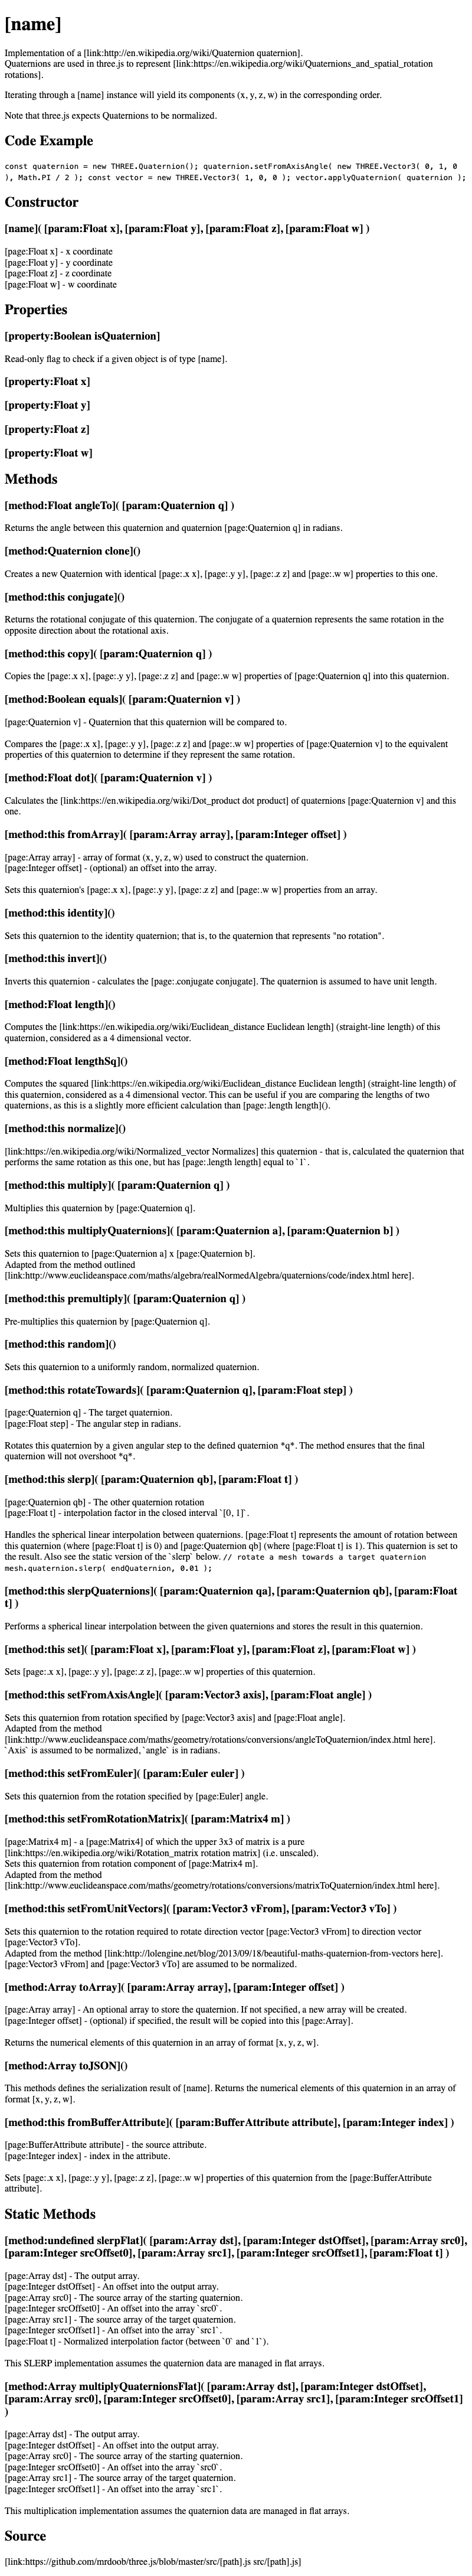 [name]
Implementation of a [link:http://en.wikipedia.org/wiki/Quaternion quaternion].
Quaternions are used in three.js to represent [link:https://en.wikipedia.org/wiki/Quaternions_and_spatial_rotation
rotations].
Iterating through a [name] instance will yield its components (x, y, z, w) in the corresponding order.
Note that three.js expects Quaternions to be normalized.
Code Example
const quaternion = new THREE.Quaternion(); quaternion.setFromAxisAngle( new THREE.Vector3( 0, 1, 0
), Math.PI / 2 ); const vector = new THREE.Vector3( 1, 0, 0 ); vector.applyQuaternion( quaternion );
Constructor
[name]( [param:Float x], [param:Float y], [param:Float z], [param:Float w] )
[page:Float x] - x coordinate
[page:Float y] - y coordinate
[page:Float z] - z coordinate
[page:Float w] - w coordinate
Properties
[property:Boolean isQuaternion]
Read-only flag to check if a given object is of type [name].
[property:Float x]
[property:Float y]
[property:Float z]
[property:Float w]
Methods
[method:Float angleTo]( [param:Quaternion q] )
Returns the angle between this quaternion and quaternion [page:Quaternion q] in radians.
[method:Quaternion clone]()
Creates a new Quaternion with identical [page:.x x], [page:.y y], [page:.z z] and [page:.w w] properties to this one.
[method:this conjugate]()
Returns the rotational conjugate of this quaternion. The conjugate of a quaternion represents the same rotation in the
opposite direction about the rotational axis.
[method:this copy]( [param:Quaternion q] )
Copies the [page:.x x], [page:.y y], [page:.z z] and [page:.w w] properties of [page:Quaternion q] into this quaternion.
[method:Boolean equals]( [param:Quaternion v] )
[page:Quaternion v] - Quaternion that this quaternion will be compared to.
Compares the [page:.x x], [page:.y y], [page:.z z] and [page:.w w] properties of [page:Quaternion v] to the equivalent
properties of this quaternion to determine if they represent the same rotation.
[method:Float dot]( [param:Quaternion v] )
Calculates the [link:https://en.wikipedia.org/wiki/Dot_product dot product] of quaternions [page:Quaternion v] and this
one.
[method:this fromArray]( [param:Array array], [param:Integer offset] )
[page:Array array] - array of format (x, y, z, w) used to construct the quaternion.
[page:Integer offset] - (optional) an offset into the array.
Sets this quaternion's [page:.x x], [page:.y y], [page:.z z] and [page:.w w] properties from an array.
[method:this identity]()
Sets this quaternion to the identity quaternion; that is, to the quaternion that represents "no rotation".
[method:this invert]()
Inverts this quaternion - calculates the [page:.conjugate conjugate]. The quaternion is assumed to have unit length.
[method:Float length]()
Computes the [link:https://en.wikipedia.org/wiki/Euclidean_distance Euclidean length] (straight-line length) of this
quaternion, considered as a 4 dimensional vector.
[method:Float lengthSq]()
Computes the squared [link:https://en.wikipedia.org/wiki/Euclidean_distance Euclidean length] (straight-line length) of
this quaternion, considered as a 4 dimensional vector. This can be useful if you are comparing the lengths of two
quaternions, as this is a slightly more efficient calculation than [page:.length length]().
[method:this normalize]()
[link:https://en.wikipedia.org/wiki/Normalized_vector Normalizes] this quaternion - that is, calculated the quaternion that
performs the same rotation as this one, but has [page:.length length] equal to `1`.
[method:this multiply]( [param:Quaternion q] )
Multiplies this quaternion by [page:Quaternion q].
[method:this multiplyQuaternions]( [param:Quaternion a], [param:Quaternion b] )
Sets this quaternion to [page:Quaternion a] x [page:Quaternion b].
Adapted from the method outlined
[link:http://www.euclideanspace.com/maths/algebra/realNormedAlgebra/quaternions/code/index.html here].
[method:this premultiply]( [param:Quaternion q] )
Pre-multiplies this quaternion by [page:Quaternion q].
[method:this random]()
Sets this quaternion to a uniformly random, normalized quaternion.
[method:this rotateTowards]( [param:Quaternion q], [param:Float step] )
[page:Quaternion q] - The target quaternion.
[page:Float step] - The angular step in radians.
Rotates this quaternion by a given angular step to the defined quaternion *q*. The method ensures that the final
quaternion will not overshoot *q*.
[method:this slerp]( [param:Quaternion qb], [param:Float t] )
[page:Quaternion qb] - The other quaternion rotation
[page:Float t] - interpolation factor in the closed interval `[0, 1]`.
Handles the spherical linear interpolation between quaternions. [page:Float t] represents the amount of rotation between
this quaternion (where [page:Float t] is 0) and [page:Quaternion qb] (where [page:Float t] is 1). This quaternion is set to
the result. Also see the static version of the `slerp` below. // rotate a mesh towards a target quaternion
mesh.quaternion.slerp( endQuaternion, 0.01 );
[method:this slerpQuaternions]( [param:Quaternion qa], [param:Quaternion qb], [param:Float
t] )
Performs a spherical linear interpolation between the given quaternions and stores the result in this quaternion.
[method:this set]( [param:Float x], [param:Float y], [param:Float z], [param:Float w] )
Sets [page:.x x], [page:.y y], [page:.z z], [page:.w w] properties of this quaternion.
[method:this setFromAxisAngle]( [param:Vector3 axis], [param:Float angle] )
Sets this quaternion from rotation specified by [page:Vector3 axis] and [page:Float angle].
Adapted from the method
[link:http://www.euclideanspace.com/maths/geometry/rotations/conversions/angleToQuaternion/index.html here].
`Axis` is assumed to be normalized, `angle` is in radians.
[method:this setFromEuler]( [param:Euler euler] )
Sets this quaternion from the rotation specified by [page:Euler] angle.
[method:this setFromRotationMatrix]( [param:Matrix4 m] )
[page:Matrix4 m] - a [page:Matrix4] of which the upper 3x3 of matrix is a pure
[link:https://en.wikipedia.org/wiki/Rotation_matrix rotation matrix] (i.e. unscaled).
Sets this quaternion from rotation component of [page:Matrix4 m].
Adapted from the method
[link:http://www.euclideanspace.com/maths/geometry/rotations/conversions/matrixToQuaternion/index.html here].
[method:this setFromUnitVectors]( [param:Vector3 vFrom], [param:Vector3 vTo] )
Sets this quaternion to the rotation required to rotate direction vector [page:Vector3 vFrom] to direction vector
[page:Vector3 vTo].
Adapted from the method [link:http://lolengine.net/blog/2013/09/18/beautiful-maths-quaternion-from-vectors here].
[page:Vector3 vFrom] and [page:Vector3 vTo] are assumed to be normalized.
[method:Array toArray]( [param:Array array], [param:Integer offset] )
[page:Array array] - An optional array to store the quaternion. If not specified, a new array will be created.
[page:Integer offset] - (optional) if specified, the result will be copied into this [page:Array].
Returns the numerical elements of this quaternion in an array of format [x, y, z, w].
[method:Array toJSON]()
This methods defines the serialization result of [name]. Returns the numerical elements of this quaternion in an array of
format [x, y, z, w].
[method:this fromBufferAttribute]( [param:BufferAttribute attribute], [param:Integer index] )
[page:BufferAttribute attribute] - the source attribute.
[page:Integer index] - index in the attribute.
Sets [page:.x x], [page:.y y], [page:.z z], [page:.w w] properties of this quaternion from the [page:BufferAttribute
attribute].
Static Methods
[method:undefined slerpFlat]( [param:Array dst], [param:Integer dstOffset], [param:Array src0],
[param:Integer srcOffset0], [param:Array src1], [param:Integer srcOffset1], [param:Float t] )
[page:Array dst] - The output array.
[page:Integer dstOffset] - An offset into the output array.
[page:Array src0] - The source array of the starting quaternion.
[page:Integer srcOffset0] - An offset into the array `src0`.
[page:Array src1] - The source array of the target quaternion.
[page:Integer srcOffset1] - An offset into the array `src1`.
[page:Float t] - Normalized interpolation factor (between `0` and `1`).
This SLERP implementation assumes the quaternion data are managed in flat arrays.
[method:Array multiplyQuaternionsFlat]( [param:Array dst], [param:Integer dstOffset],
[param:Array src0], [param:Integer srcOffset0], [param:Array src1], [param:Integer srcOffset1]
)
[page:Array dst] - The output array.
[page:Integer dstOffset] - An offset into the output array.
[page:Array src0] - The source array of the starting quaternion.
[page:Integer srcOffset0] - An offset into the array `src0`.
[page:Array src1] - The source array of the target quaternion.
[page:Integer srcOffset1] - An offset into the array `src1`.
This multiplication implementation assumes the quaternion data are managed in flat arrays.
Source
[link:https://github.com/mrdoob/three.js/blob/master/src/[path].js src/[path].js]